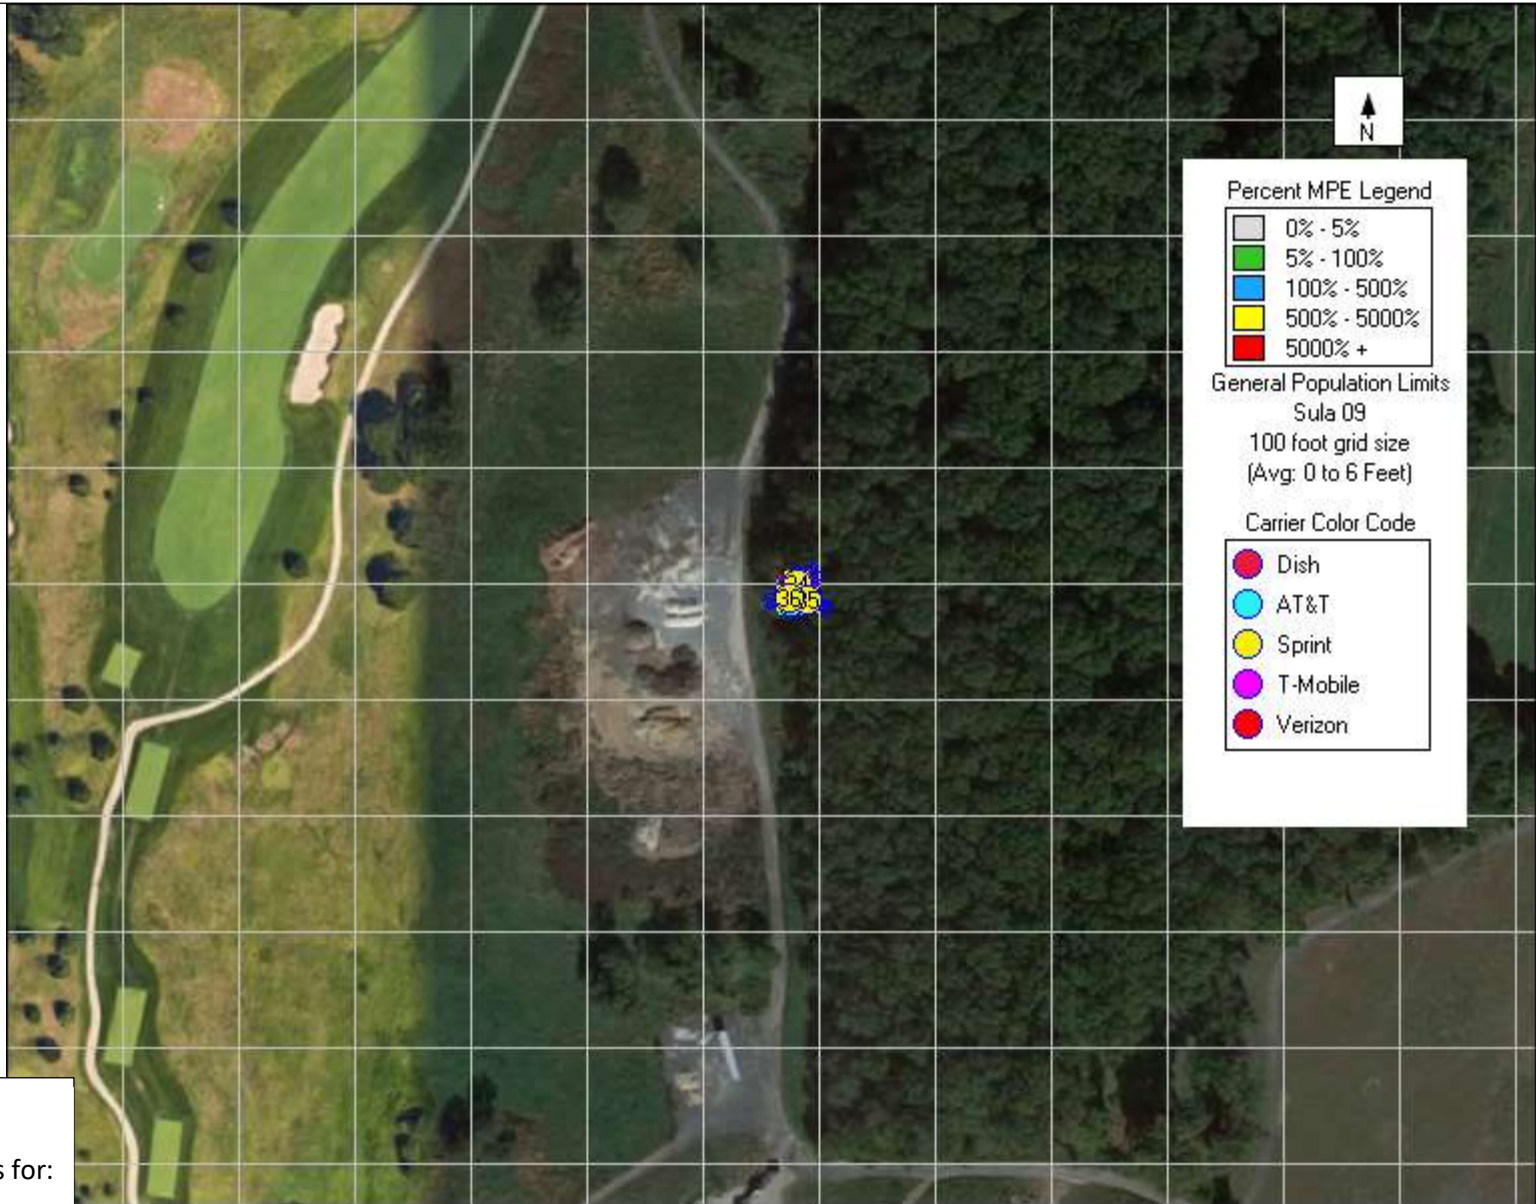 N
Percent MPE Legend
0% - 5%
5% - 100%
100% - 500%
500% - 5000%
5000% +
General Population Limits
Sula 09
100 foot grid size
(Avg: 0 to 6 Feet)
Carrier Color Code
Dish
AT&T
Sprint
T-Mobile
Verizon
s for: